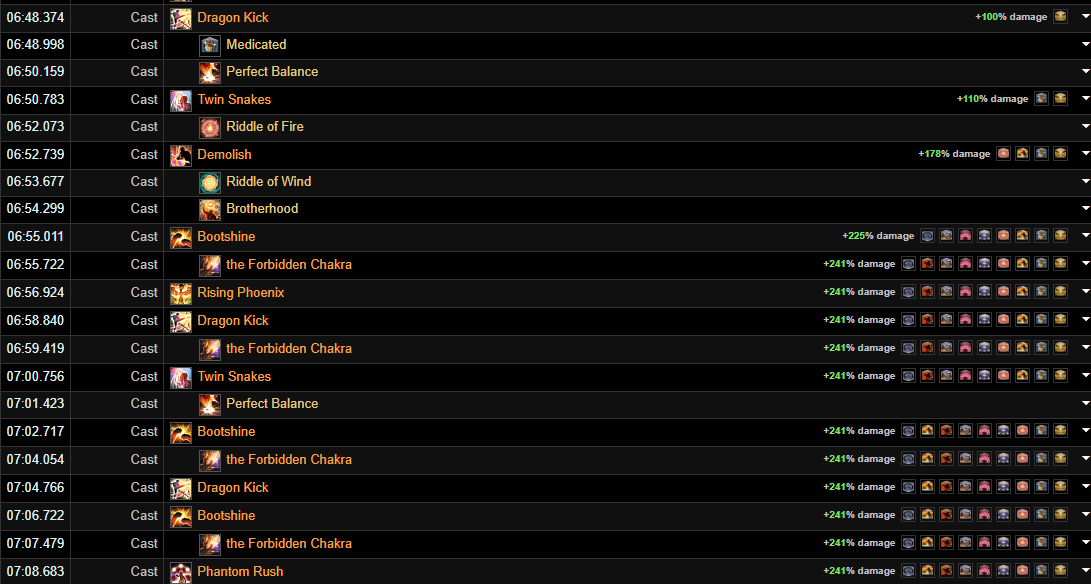 06:48.374 Cast Dragon Kick +100% damage
06:48.998 Cast Medicated
06:50.159 Cast Perfect Balance
06:50.783 Cast Twin Snakes +110% damage
06:52.073 Cast Riddle of Fire
06:52.739 Cast Demolish +178% damage
06:53.677 Cast Riddle of Wind
06:54.299 Cast Brotherhood
06:55.011 Cast Bootshine +225% damage
06:55.722 Cast the Forbidden Chakra +241% damage
06:56.924 Cast Rising Phoenix +241% damage
06:58.840 Cast Dragon Kick +241% damage
06:59.419 Cast the Forbidden Chakra +241% damage
07:00.756 Cast Twin Snakes +241% damage
07:01.423 Cast Perfect Balance
07:02.717 Cast Bootshine +241% damage
07:04.054 Cast the Forbidden Chakra +241% damage
07:04.766 Cast Dragon Kick +241% damage
07:06.722 Cast Bootshine +241% damage
07:07.479 Cast the Forbidden Chakra +241% damage
07:08.683 Cast Phantom Rush +241% damage